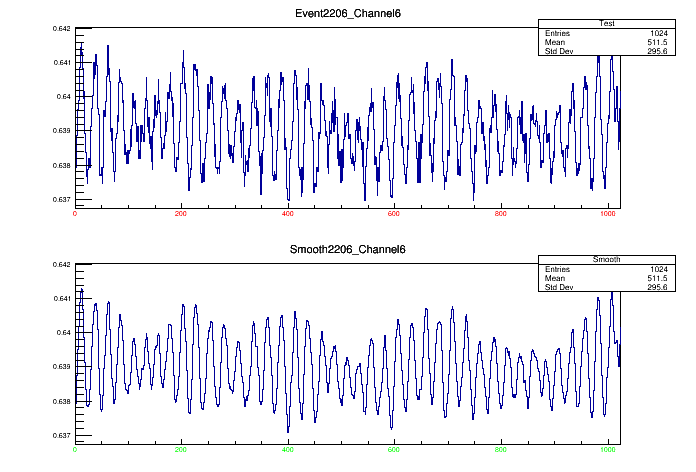 Event2206_Channel6
Test
Entries 1024
Mean 511.5
Std Dev 295.6
0.642
0.641
0.64
0.639
0.638
0.637
0 200 400 600 800 1000
Smooth2206_Channel6
Smooth
Entries 1024
Mean 511.5
Std Dev 295.6
0.642
0.641
0.64
0.639
0.638
0.637
0 200 400 600 800 1000